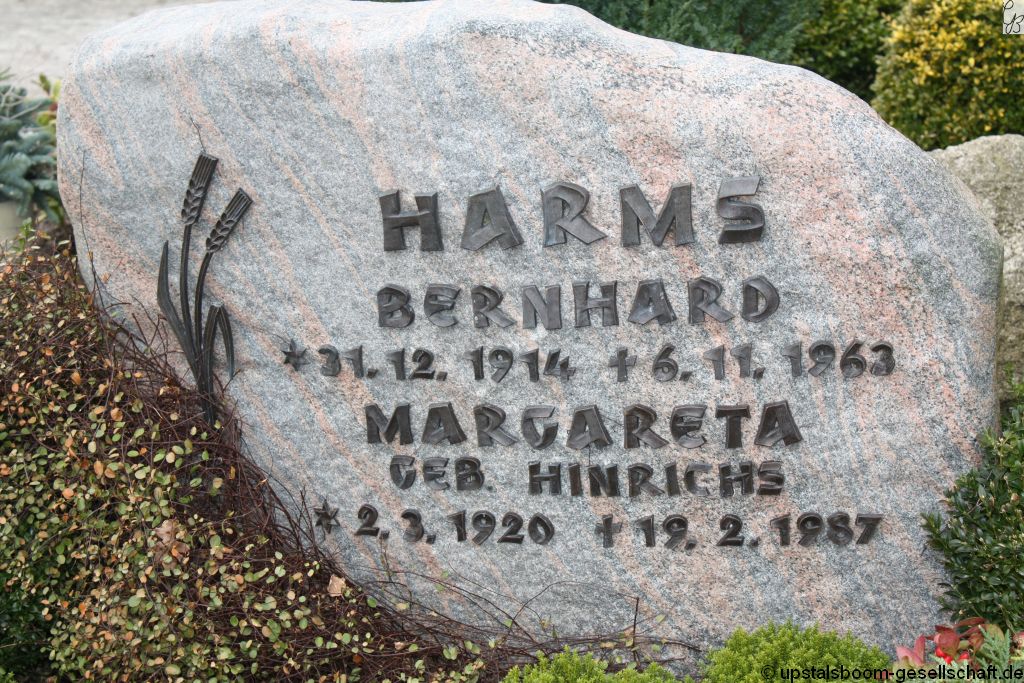 HARMS
BERNHARD
* 31. 12. 1914 † 6. 11. 1963
MARGARETA
GEB. HINRICHS
* 2. 3. 1920 † 19. 2. 1987
© upstalsboom-gesellschaft.de